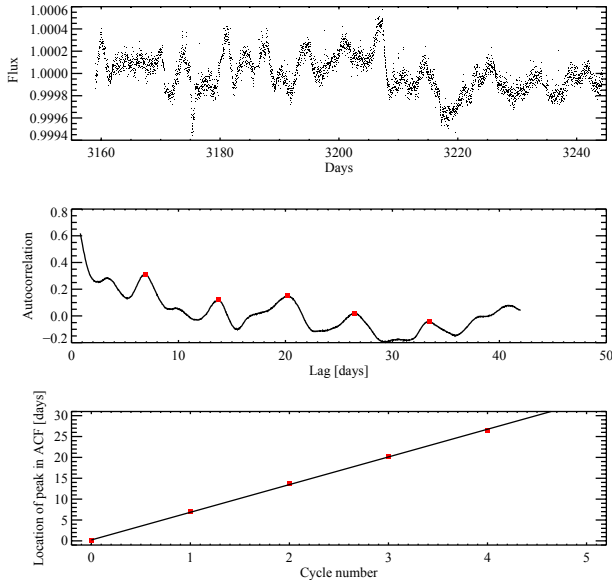 1.0006
1.0004
1.0002
1.0000
0.9998
0.9996
0.9994
Flux
3160 3180 3200 3220 3240
Days
0.8
0.6
0.4
0.2
0.0
−0.2
Autocorrelation
0 10 20 30 40 50
Lag [days]
30
25
20
15
10
5
0
Location of peak in ACF [days]
0 1 2 3 4 5
Cycle number